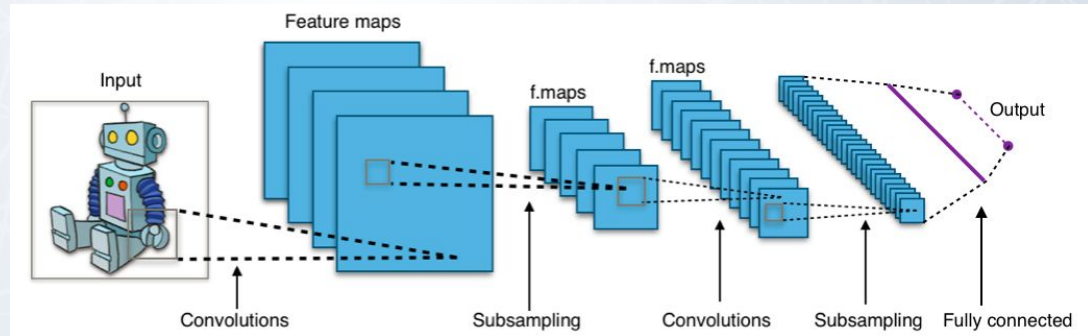 Feature maps
Input
f.maps
f.maps
Output
Convolutions
Subsampling
Convolutions
Subsampling
Fully connected